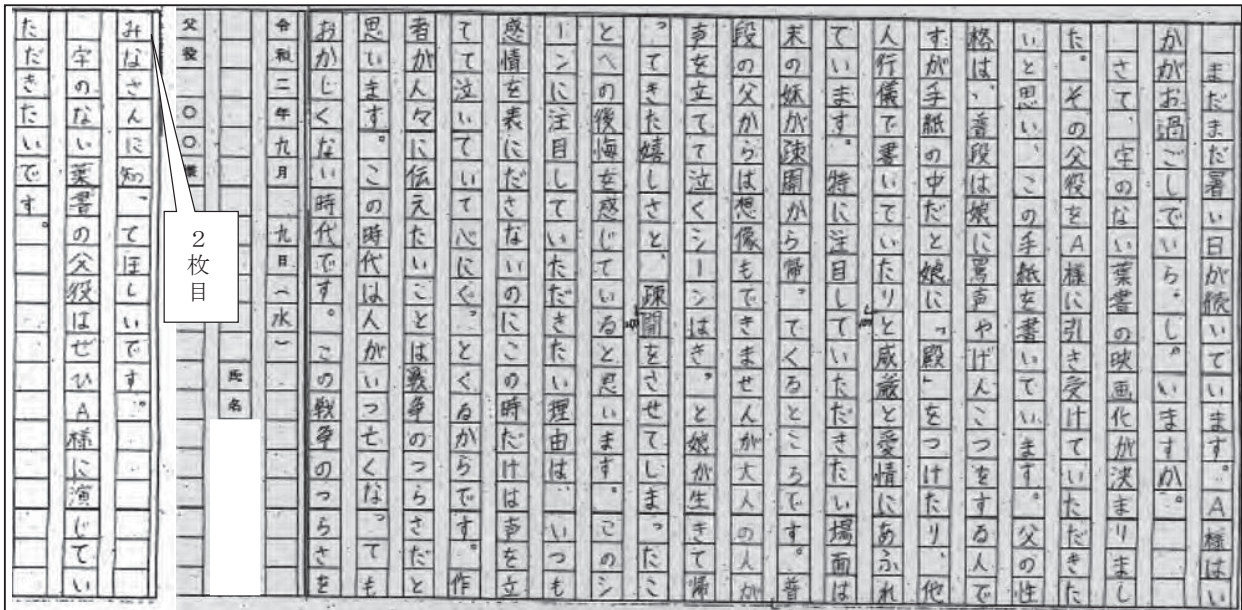 まだまだ暑い日が続いています。A様はい
かがお過ごしでいらっしゃいますか。
さて、字のない葉書の映画化が決まりまし
た。その父役をA様に引き受けていただきた
いと思い、この手紙を書いています。父の性
格は、普段は娘に罵声やげんこつをする人で
すが手紙の中だと娘に「殿」をつけたり、他
人行儀で書いていたりと威厳と愛情にあふれ
ています。特に注目していただきたい場面は
末の妹が疎開から帰ってくるところです。普
段の父からは想像もできませんが大人の人が
声を立てて泣くシーンはきっと娘が生きて帰
ってきた嬉しさと、疎開をさせてしまったこ
とへの後悔を感じていると思います。このシ
ーンに注目していただきたい理由は、いつも
感情を表にださないのにこの時だけは声を立
てて泣いていて心にぐっとくるからです。作
者が人々に伝えたいことは戦争のつらさだと
思います。この時代は人がいつ亡くなっても
おかしくない時代です。この戦争のつらさを
令和二年九月九日(水)
氏名
父役 〇〇様
2枚目
みなさんに知ってほしいです。
字のない葉書の父役はぜひA様に演じてい
ただきたいです。